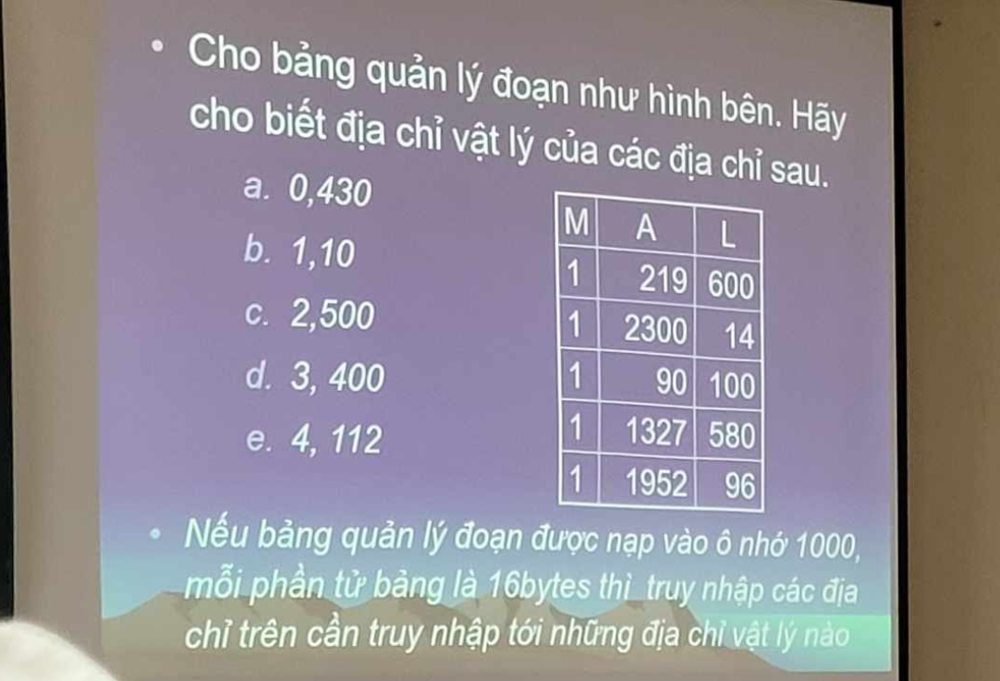 • Cho bảng quản lý đoạn như hình bên. Hãy
cho biết địa chỉ vật lý của các địa chỉ sau.
a. 0,430
b. 1,10
c. 2,500
d. 3, 400
e. 4, 112
M A L
1 219 600
1 2300 14
1 90 100
1 1327 580
1 1952 96
• Nếu bảng quản lý đoạn được nạp vào ô nhớ 1000,
mỗi phần tử bảng là 16bytes thì truy nhập các địa
chỉ trên cần truy nhập tới những địa chỉ vật lý nào